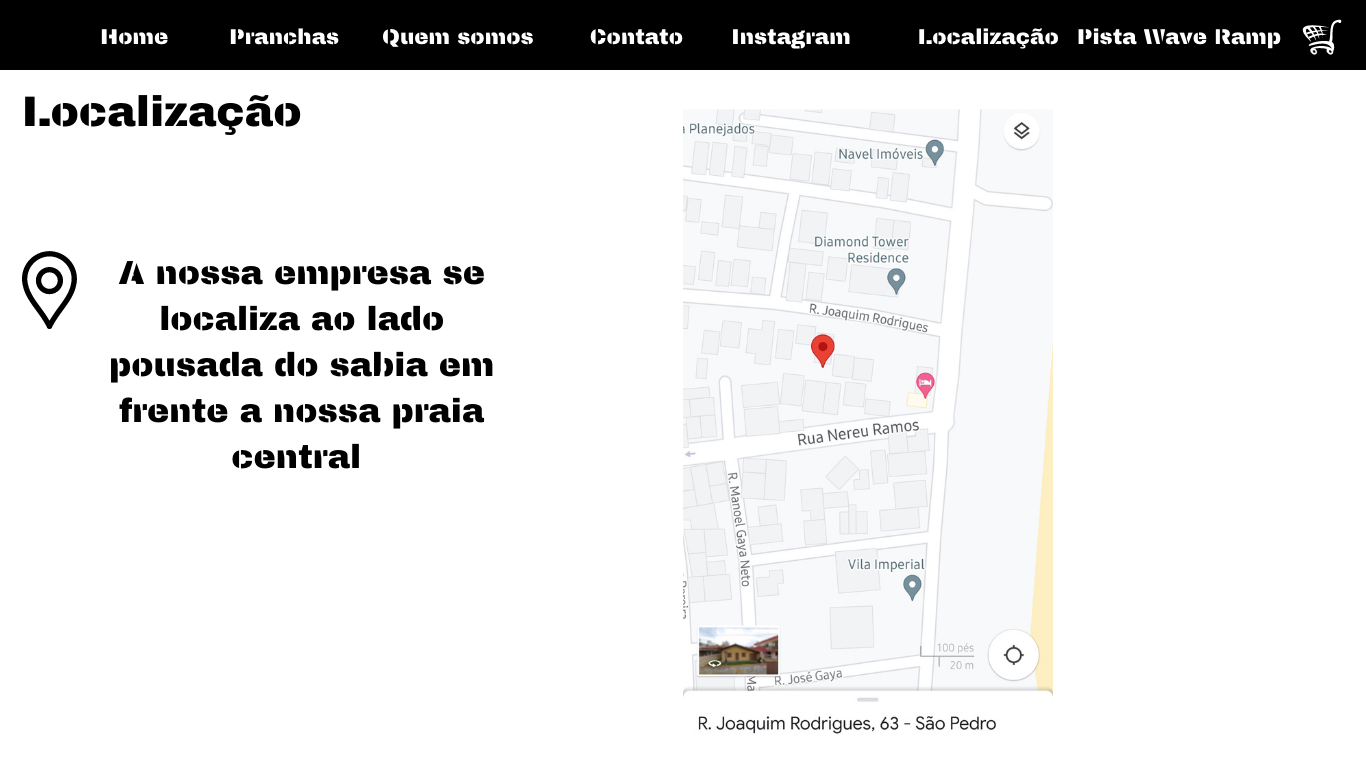 Home Pranchas Quem somos Contato Instagram Localização Pista Wave Ramp
Localização
A nossa empresa se
localiza ao lado
pousada do sabia em
frente a nossa praia
central
Planejados
Navel Imóveis
Diamond Tower
Residence
R. Joaquim Rodrigues
Rua Nereu Ramos
R. Manoel Gaya Neto
Vila Imperial
100 pés
20 m
R. José Gaya
R. Joaquim Rodrigues, 63 - São Pedro